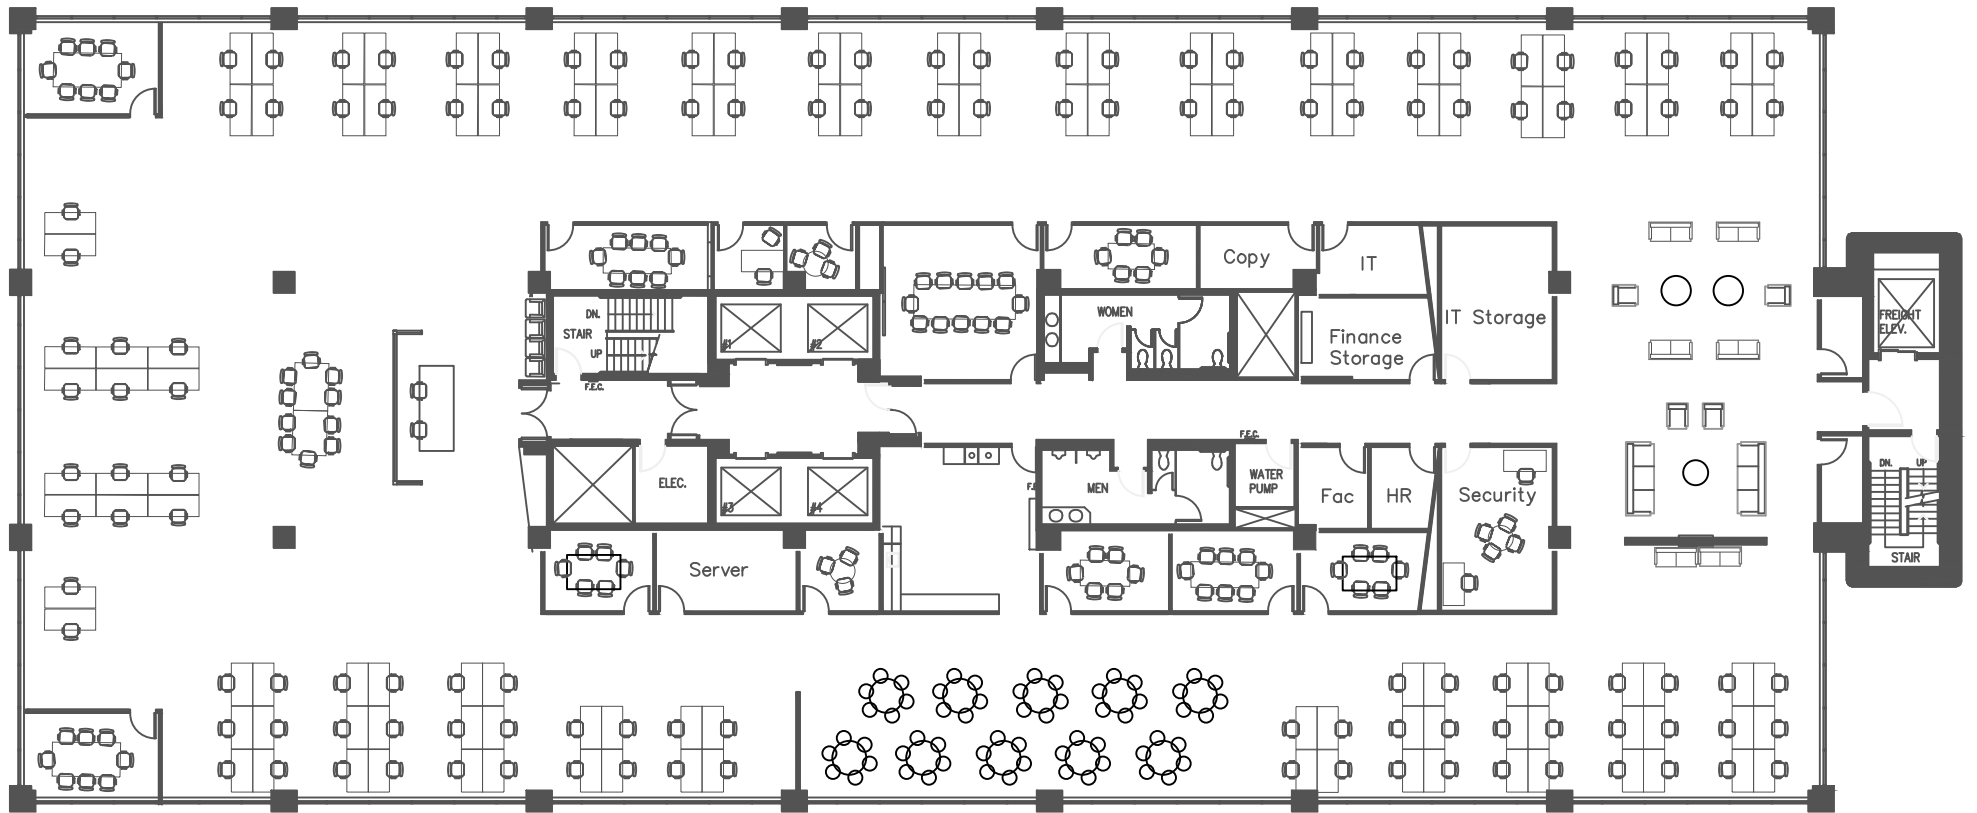 Copy
IT
DN.
STAIR
UP
F.E.C.
#1
#2
WOMEN
Finance
Storage
IT Storage
FREIGHT
ELEV.
F.E.C.
ELEC.
#3
#4
MEN
WATER
PUMP
Fac
HR
Security
DN.
UP
STAIR
Server